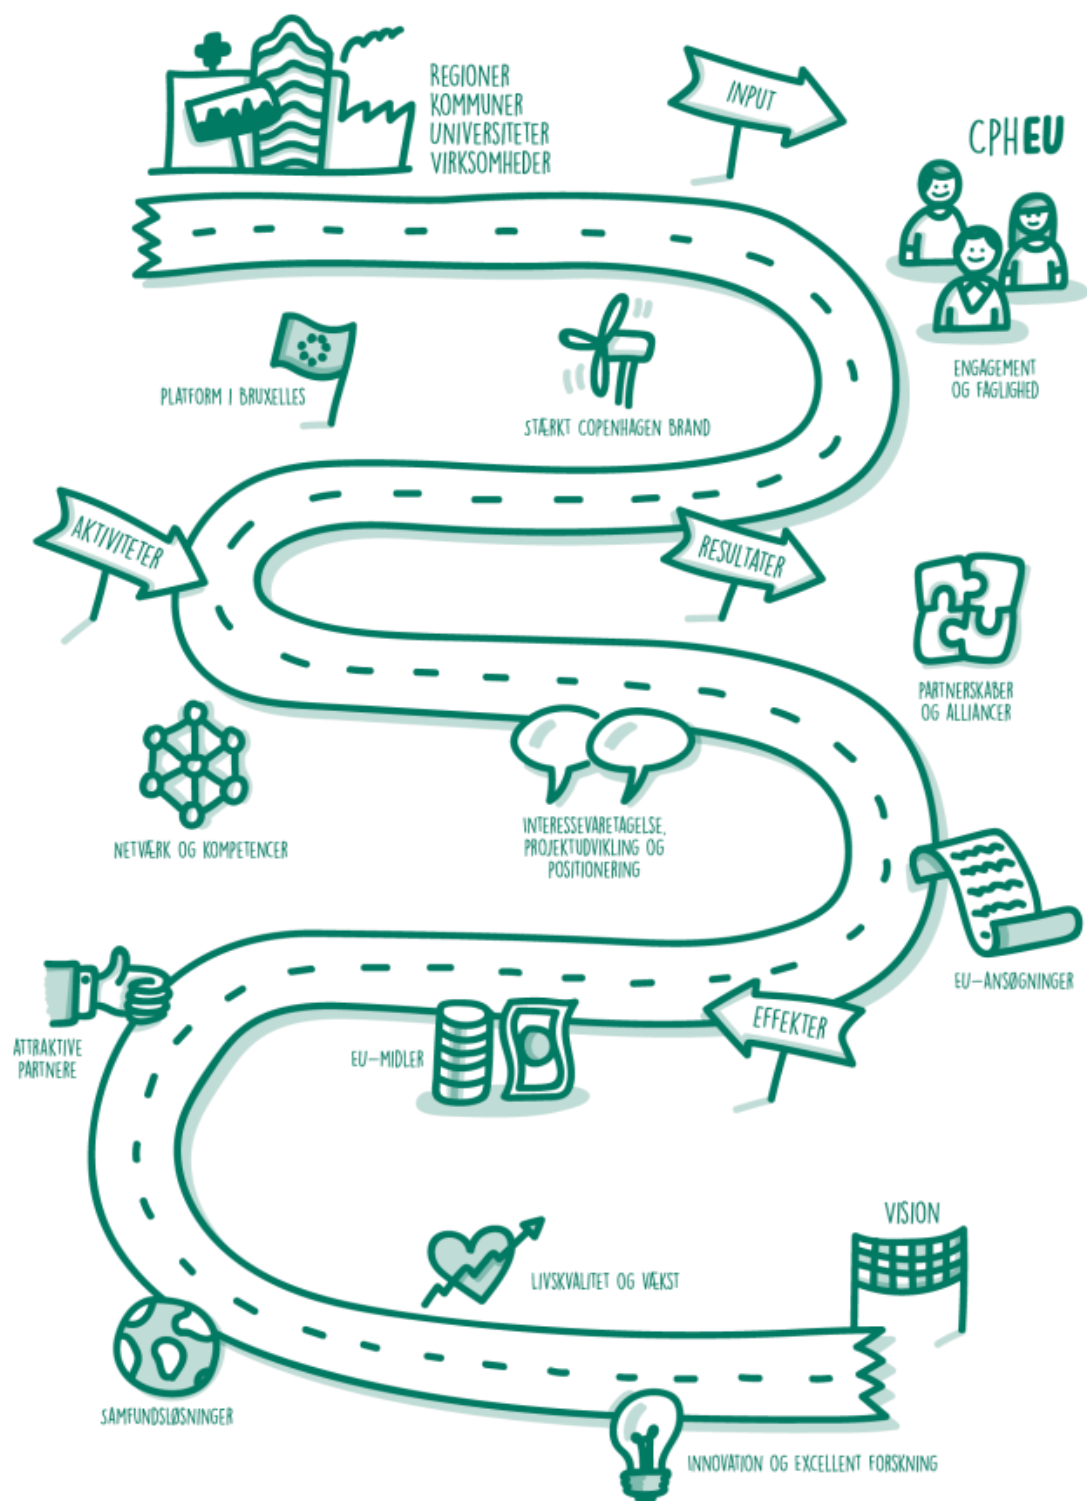 REGIONER
KOMMUNER
UNIVERSITETER
VIRKSOMHEDER
INPUT
CPHEU
ENGAGEMENT
OG FAGLIGHED
PLATFORM I BRUXELLES
STÆRKT COPENHAGEN BRAND
AKTIVITETER
RESULTATER
PARTNERSKABER
OG ALLIANCER
NETVÆRK OG KOMPETENCER
INTERESSEVARETAGELSE,
PROJEKTUDVIKLING OG
POSITIONERING
EU-ANSØGNINGER
EFFEKTER
ATTRAKTIVE
PARTNERE
EU-MIDLER
VISION
LIVSKVALITET OG VÆKST
SAMFUNDSLØSNINGER
INNOVATION OG EXCELLENT FORSKNING